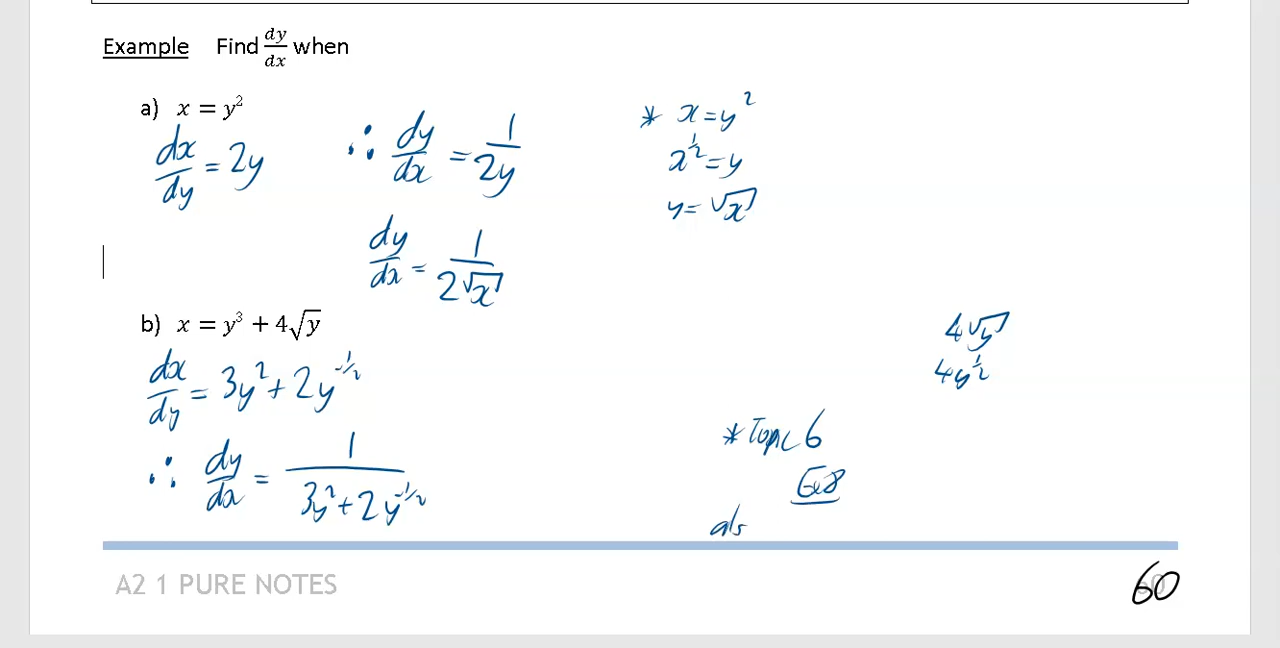 Example Find dy/dx when
a) x = y²
dx/dy = 2y ∴ dy/dx = 1/2y
* x = y²
x^½ = y
y = √x
dy/dx = 1/2√x
b) x = y³ + 4√y
4√y
4y^½
dx/dy = 3y² + 2y^-½
* Topic 6
Ex8
∴ dy/dx = 1/(3y² + 2y^-½)
A2 1 PURE NOTES
60